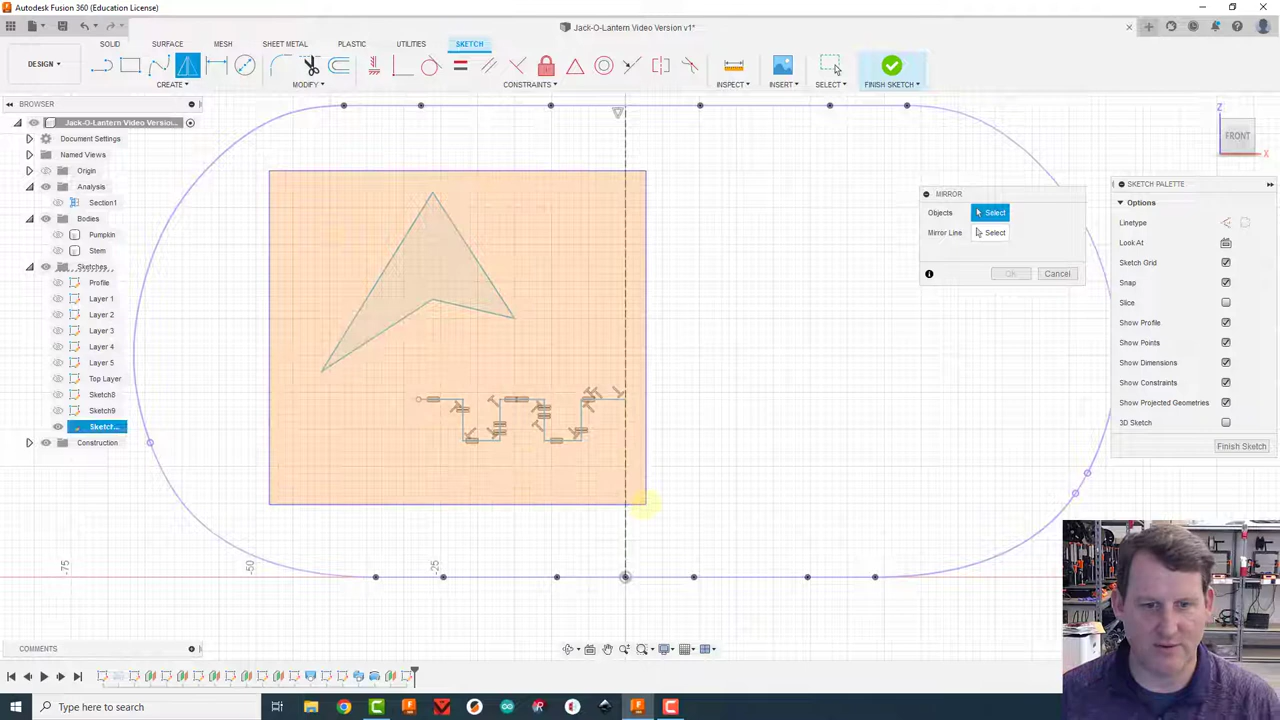 Autodesk Fusion 360 (Education License)
Jack-O-Lantern Video Version v1*
SOLID
SURFACE
MESH
SHEET METAL
PLASTIC
UTILITIES
SKETCH
DESIGN
CREATE
MODIFY
CONSTRAINTS
INSPECT
INSERT
SELECT
FINISH SKETCH
BROWSER
Jack-O-Lantern Video Versio...
Document Settings
Named Views
Origin
Analysis
Section1
Bodies
Pumpkin
Stem
Sketches
Profile
Layer 1
Layer 2
Layer 3
Layer 4
Layer 5
Top Layer
Sketch8
Sketch9
Sketc...
Construction
Z
FRONT
X
MIRROR
Objects
Select
Mirror Line
Select
OK
Cancel
SKETCH PALETTE
Options
Linetype
Look At
Sketch Grid
Snap
Slice
Show Profile
Show Points
Show Dimensions
Show Constraints
Show Projected Geometries
3D Sketch
Finish Sketch
-75
-50
-25
COMMENTS
Type here to search